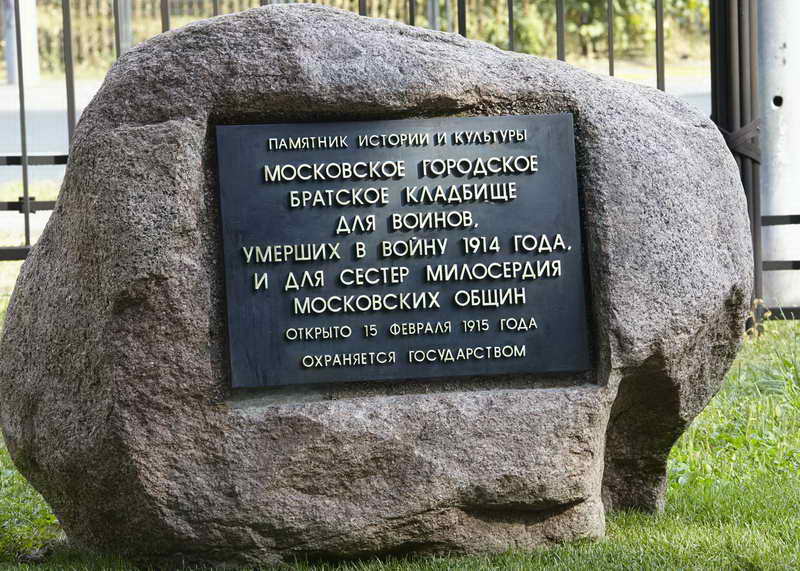 ПАМЯТНИК ИСТОРИИ И КУЛЬТУРЫ
МОСКОВСКОЕ ГОРОДСКОЕ
БРАТСКОЕ КЛАДБИЩЕ
ДЛЯ ВОИНОВ,
УМЕРШИХ В ВОЙНУ 1914 ГОДА,
И ДЛЯ СЕСТЕР МИЛОСЕРДИЯ
МОСКОВСКИХ ОБЩИН
ОТКРЫТО 15 ФЕВРАЛЯ 1915 ГОДА
ОХРАНЯЕТСЯ ГОСУДАРСТВОМ